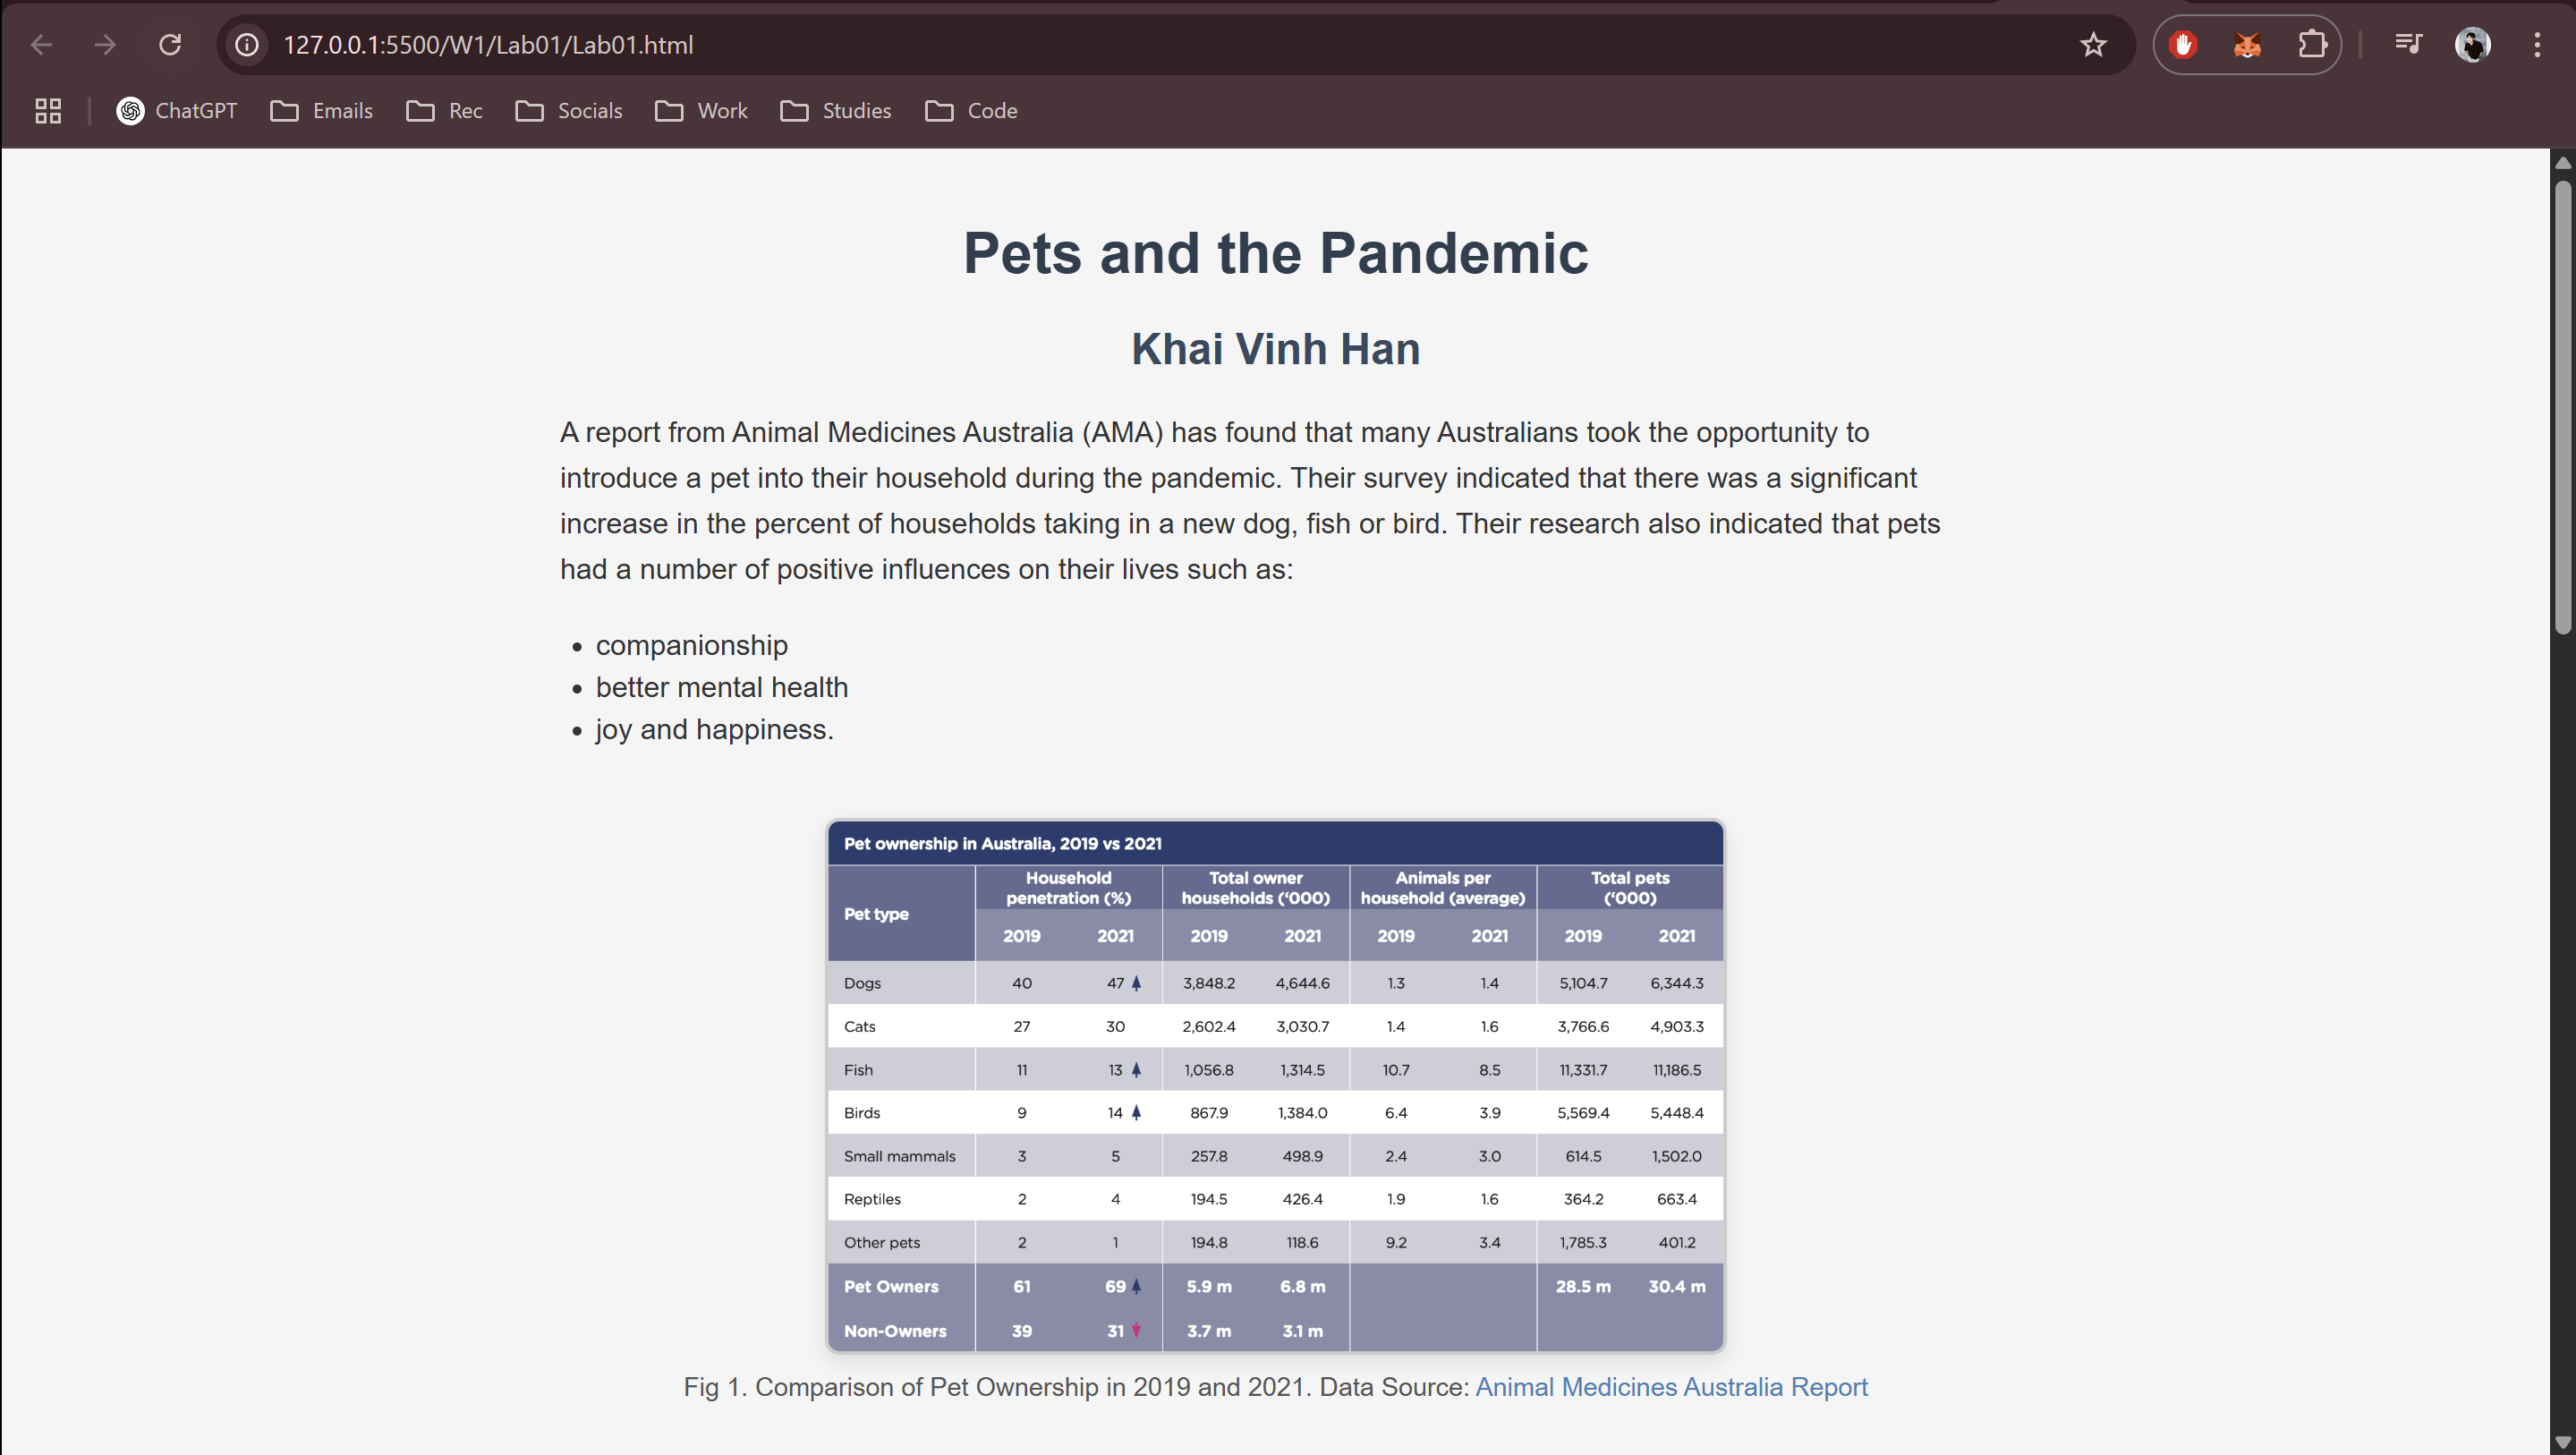 127.0.0.1:5500/W1/Lab01/Lab01.html
ChatGPT Emails Rec Socials Work Studies Code
Pets and the Pandemic
Khai Vinh Han
A report from Animal Medicines Australia (AMA) has found that many Australians took the opportunity to
introduce a pet into their household during the pandemic. Their survey indicated that there was a significant
increase in the percent of households taking in a new dog, fish or bird. Their research also indicated that pets
had a number of positive influences on their lives such as:
• companionship
• better mental health
• joy and happiness.
Pet ownership in Australia, 2019 vs 2021
Pet type
Household penetration (%) Total owner households (‘000) Animals per household (average) Total pets (‘000)
2019 2021 2019 2021 2019 2021 2019 2021
Dogs 40 47 3,848.2 4,644.6 1.3 1.4 5,104.7 6,344.3
Cats 27 30 2,602.4 3,030.7 1.4 1.6 3,766.6 4,903.3
Fish 11 13 1,056.8 1,314.5 10.7 8.5 11,331.7 11,186.5
Birds 9 14 867.9 1,384.0 6.4 3.9 5,569.4 5,448.4
Small mammals 3 5 257.8 498.9 2.4 3.0 614.5 1,502.0
Reptiles 2 4 194.5 426.4 1.9 1.6 364.2 663.4
Other pets 2 1 194.8 118.6 9.2 3.4 1,785.3 401.2
Pet Owners 61 69 5.9 m 6.8 m 28.5 m 30.4 m
Non-Owners 39 31 3.7 m 3.1 m
Fig 1. Comparison of Pet Ownership in 2019 and 2021. Data Source: Animal Medicines Australia Report